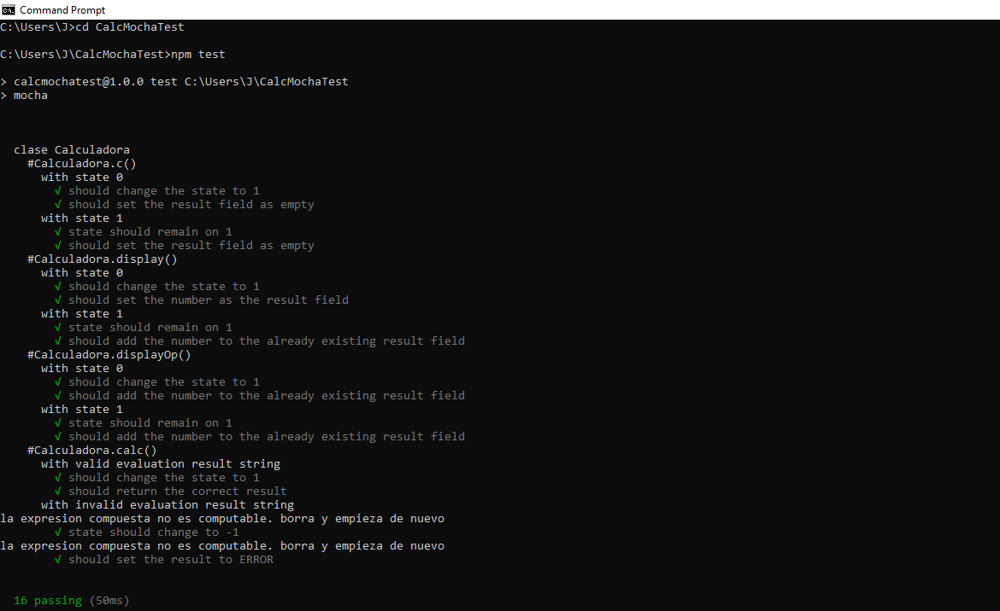 Command Prompt
C:\Users\J>cd CalcMochaTest
C:\Users\J\CalcMochaTest>npm test
> calcmochatest@1.0.0 test C:\Users\J\CalcMochaTest
> mocha
clase Calculadora
#Calculadora.c()
with state 0
√ should change the state to 1
√ should set the result field as empty
with state 1
√ state should remain on 1
√ should set the result field as empty
#Calculadora.display()
with state 0
√ should change the state to 1
√ should set the number as the result field
with state 1
√ state should remain on 1
√ should add the number to the already existing result field
#Calculadora.displayOp()
with state 0
√ should change the state to 1
√ should add the number to the already existing result field
with state 1
√ state should remain on 1
√ should add the number to the already existing result field
#Calculadora.calc()
with valid evaluation result string
√ should change the state to 1
√ should return the correct result
with invalid evaluation result string
la expresion compuesta no es computable. borra y empieza de nuevo
√ state should change to -1
la expresion compuesta no es computable. borra y empieza de nuevo
√ should set the result to ERROR
16 passing (50ms)